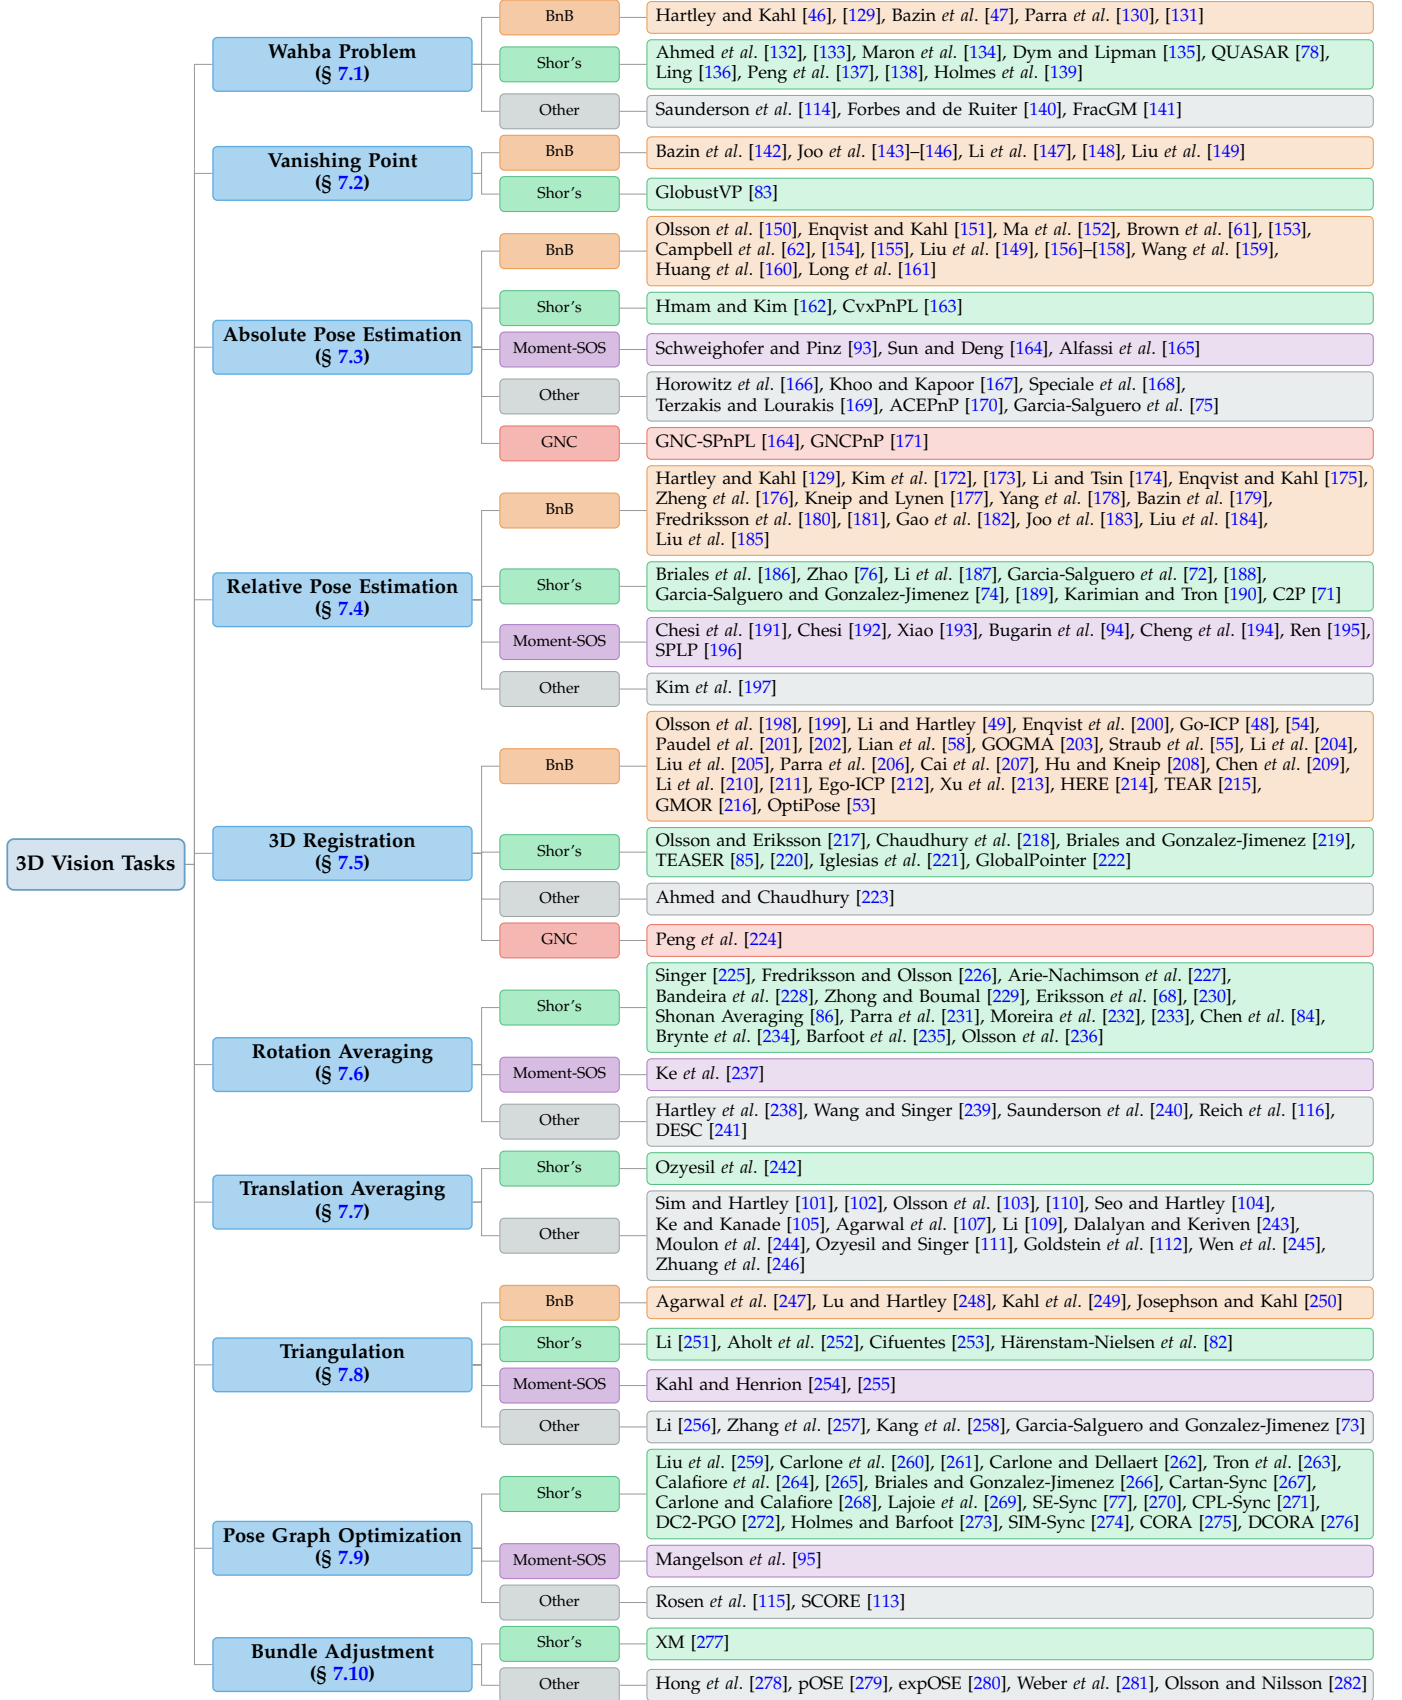 3D Vision Tasks
Wahba Problem
(§ 7.1)
BnB
Hartley and Kahl [46], [129], Bazin et al. [47], Parra et al. [130], [131]
Shor's
Ahmed et al. [132], [133], Maron et al. [134], Dym and Lipman [135], QUASAR [78],
Ling [136], Peng et al. [137], [138], Holmes et al. [139]
Other
Saunderson et al. [114], Forbes and de Ruiter [140], FracGM [141]
Vanishing Point
(§ 7.2)
BnB
Bazin et al. [142], Joo et al. [143]–[146], Li et al. [147], [148], Liu et al. [149]
Shor's
GlobustVP [83]
Absolute Pose Estimation
(§ 7.3)
BnB
Olsson et al. [150], Enqvist and Kahl [151], Ma et al. [152], Brown et al. [61], [153],
Campbell et al. [62], [154], [155], Liu et al. [149], [156]–[158], Wang et al. [159],
Huang et al. [160], Long et al. [161]
Shor's
Hmam and Kim [162], CvxPnPL [163]
Moment-SOS
Schweighofer and Pinz [93], Sun and Deng [164], Alfassi et al. [165]
Other
Horowitz et al. [166], Khoo and Kapoor [167], Speciale et al. [168],
Terzakis and Lourakis [169], ACEPnP [170], Garcia-Salguero et al. [75]
GNC
GNC-SPnPL [164], GNCPnP [171]
Relative Pose Estimation
(§ 7.4)
BnB
Hartley and Kahl [129], Kim et al. [172], [173], Li and Tsin [174], Enqvist and Kahl [175],
Zheng et al. [176], Kneip and Lynen [177], Yang et al. [178], Bazin et al. [179],
Fredriksson et al. [180], [181], Gao et al. [182], Joo et al. [183], Liu et al. [184],
Liu et al. [185]
Shor's
Briales et al. [186], Zhao [76], Li et al. [187], Garcia-Salguero et al. [72], [188],
Garcia-Salguero and Gonzalez-Jimenez [74], [189], Karimian and Tron [190], C2P [71]
Moment-SOS
Chesi et al. [191], Chesi [192], Xiao [193], Bugarin et al. [94], Cheng et al. [194], Ren [195],
SPLP [196]
Other
Kim et al. [197]
3D Registration
(§ 7.5)
BnB
Olsson et al. [198], [199], Li and Hartley [49], Enqvist et al. [200], Go-ICP [48], [54],
Paudel et al. [201], [202], Lian et al. [58], GOGMA [203], Straub et al. [55], Li et al. [204],
Liu et al. [205], Parra et al. [206], Cai et al. [207], Hu and Kneip [208], Chen et al. [209],
Li et al. [210], [211], Ego-ICP [212], Xu et al. [213], HERE [214], TEAR [215],
GMOR [216], OptiPose [53]
Shor's
Olsson and Eriksson [217], Chaudhury et al. [218], Briales and Gonzalez-Jimenez [219],
TEASER [85], [220], Iglesias et al. [221], GlobalPointer [222]
Other
Ahmed and Chaudhury [223]
GNC
Peng et al. [224]
Rotation Averaging
(§ 7.6)
Shor's
Singer [225], Fredriksson and Olsson [226], Arie-Nachimson et al. [227],
Bandeira et al. [228], Zhong and Boumal [229], Eriksson et al. [68], [230],
Shonan Averaging [86], Parra et al. [231], Moreira et al. [232], [233], Chen et al. [84],
Brynte et al. [234], Barfoot et al. [235], Olsson et al. [236]
Moment-SOS
Ke et al. [237]
Other
Hartley et al. [238], Wang and Singer [239], Saunderson et al. [240], Reich et al. [116],
DESC [241]
Translation Averaging
(§ 7.7)
Shor's
Ozyesil et al. [242]
Other
Sim and Hartley [101], [102], Olsson et al. [103], [110], Seo and Hartley [104],
Ke and Kanade [105], Agarwal et al. [107], Li [109], Dalalyan and Keriven [243],
Moulon et al. [244], Ozyesil and Singer [111], Goldstein et al. [112], Wen et al. [245],
Zhuang et al. [246]
Triangulation
(§ 7.8)
BnB
Agarwal et al. [247], Lu and Hartley [248], Kahl et al. [249], Josephson and Kahl [250]
Shor's
Li [251], Aholt et al. [252], Cifuentes [253], Härenstam-Nielsen et al. [82]
Moment-SOS
Kahl and Henrion [254], [255]
Other
Li [256], Zhang et al. [257], Kang et al. [258], Garcia-Salguero and Gonzalez-Jimenez [73]
Pose Graph Optimization
(§ 7.9)
Shor's
Liu et al. [259], Carlone et al. [260], [261], Carlone and Dellaert [262], Tron et al. [263],
Calafiore et al. [264], [265], Briales and Gonzalez-Jimenez [266], Cartan-Sync [267],
Carlone and Calafiore [268], Lajoie et al. [269], SE-Sync [77], [270], CPL-Sync [271],
DC2-PGO [272], Holmes and Barfoot [273], SIM-Sync [274], CORA [275], DCORA [276]
Moment-SOS
Mangelson et al. [95]
Other
Rosen et al. [115], SCORE [113]
Bundle Adjustment
(§ 7.10)
Shor's
XM [277]
Other
Hong et al. [278], pOSE [279], expOSE [280], Weber et al. [281], Olsson and Nilsson [282]